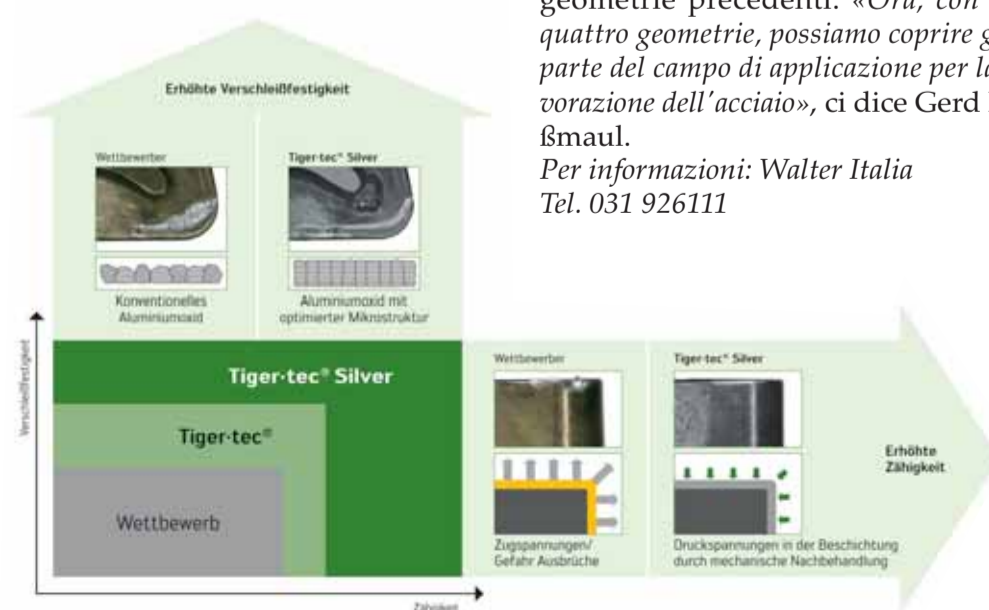 geometrie precedenti. «Ora, con
quattro geometrie, possiamo coprire
parte del campo di applicazione per
vorazione dell'acciaio», ci dice Gerd
ßmaul.
Per informazioni: Walter Italia
Tel. 031 926111
Erhöhte Verschleißfestigkeit
Wettbewerber
Konventionelles
Aluminiumoxid
Tiger·tec® Silver
Aluminiumoxid mit
optimierter Mikrostruktur
Verschleißfestigkeit
Tiger·tec® Silver
Tiger·tec®
Wettbewerb
Zähigkeit
Wettbewerber
Zugspannungen/
Gefahr Ausbrüche
Tiger·tec® Silver
Druckspannungen in der Beschichtung
durch mechanische Nachbehandlung
Erhöhte
Zähigkeit